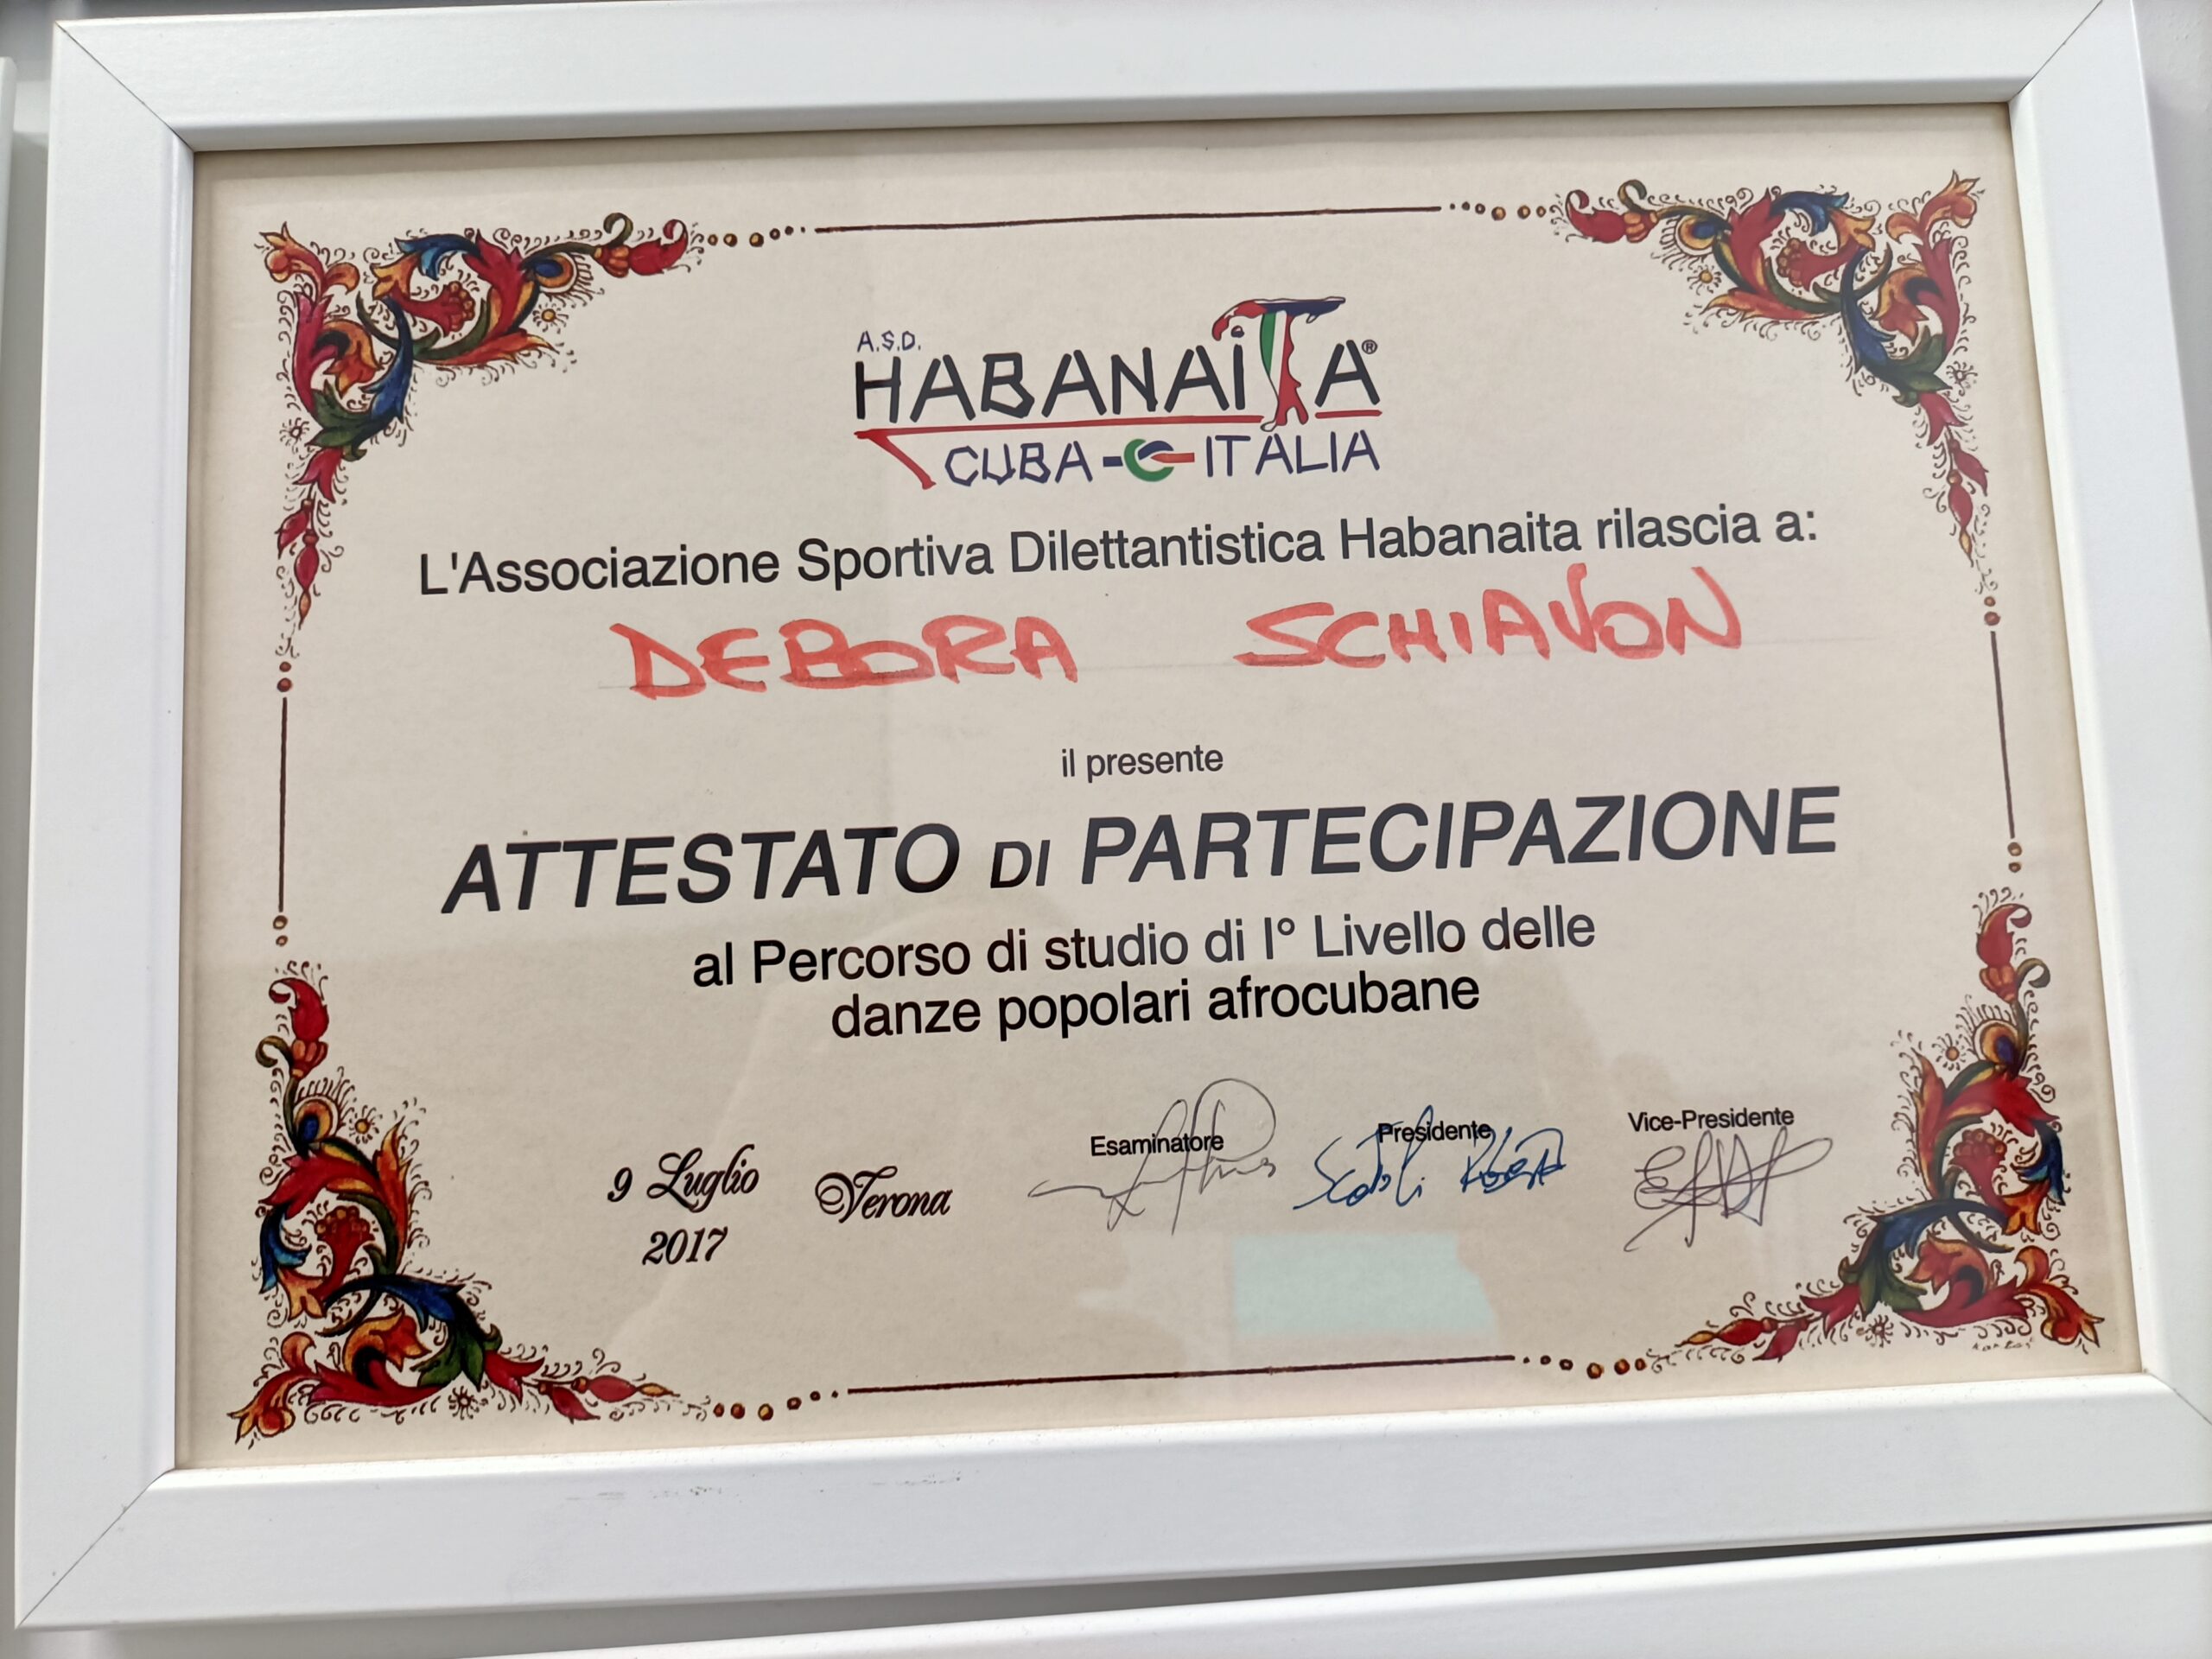 A.S.D.
HABANAiTA®
CUBA-ITALIA
L'Associazione Sportiva Dilettantistica Habanaita rilascia a:
DEBORA SCHIAVON
il presente
ATTESTATO DI PARTECIPAZIONE
al Percorso di studio di I° Livello delle
danze popolari afrocubane
Esaminatore Presidente Vice-Presidente
9 Luglio Verona
2017